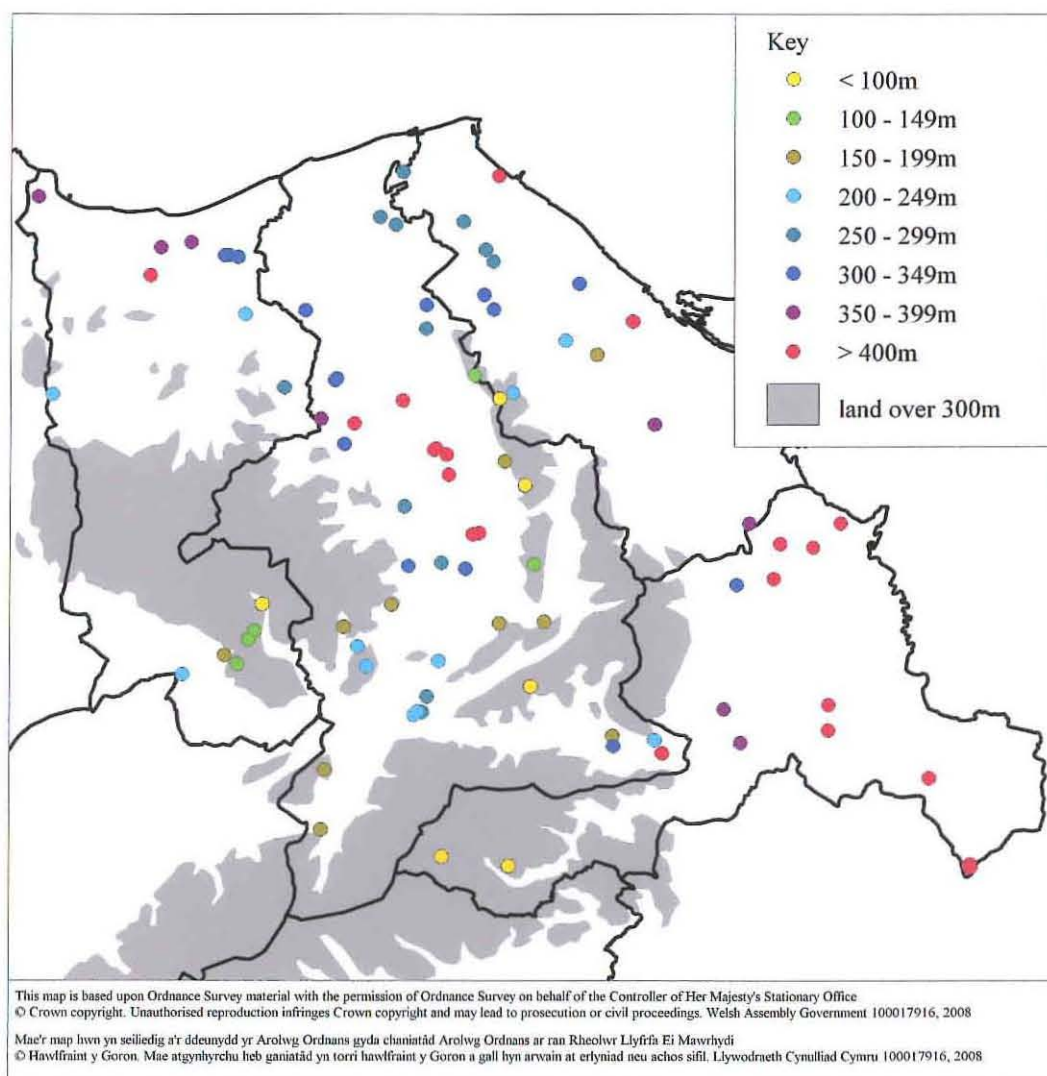 Key
< 100m
100 - 149m
150 - 199m
200 - 249m
250 - 299m
300 - 349m
350 - 399m
> 400m
land over 300m
This map is based upon Ordnance Survey material with the permission of Ordnance Survey on behalf of the Controller of Her Majesty's Stationary Office
© Crown copyright. Unauthorised reproduction infringes Crown copyright and may lead to prosecution or civil proceedings. Welsh Assembly Government 100017916, 2008
Mae'r map hwn yn seiliedig a'r ddeunydd yr Arolwg Ordnans gyda chaniatâd Arolwg Ordnans ar ran Rheolwr Llyfrfa Ei Mawrhydi
© Hawlfraint y Goron. Mae atgynhyrchu heb ganiatâd yn torri hawlfraint y Goron a gall hyn arwain at erlyniad neu achos sifil. Llywodraeth Cynulliad Cymru 100017916, 2008